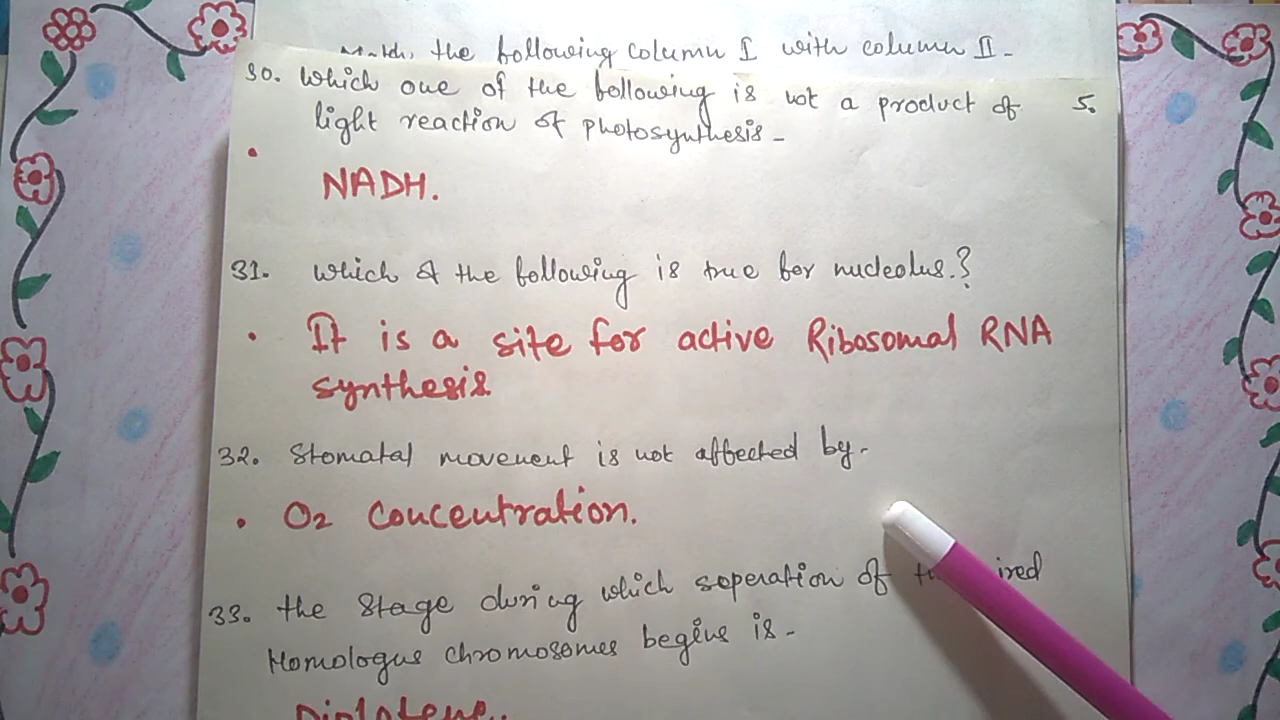 the following column I with column II-
30. Which one of the following is not a product of 5.
light reaction of photosynthesis-
NADH.
31. which of the following is true for nucleolus.?
• It is a site for active Ribosomal RNA
synthesis
32. Stomatal movement is not affected by-
• O2 Concentration.
33. the Stage during which seperation of
Homologus chromosomes begins is-
Diplotene.